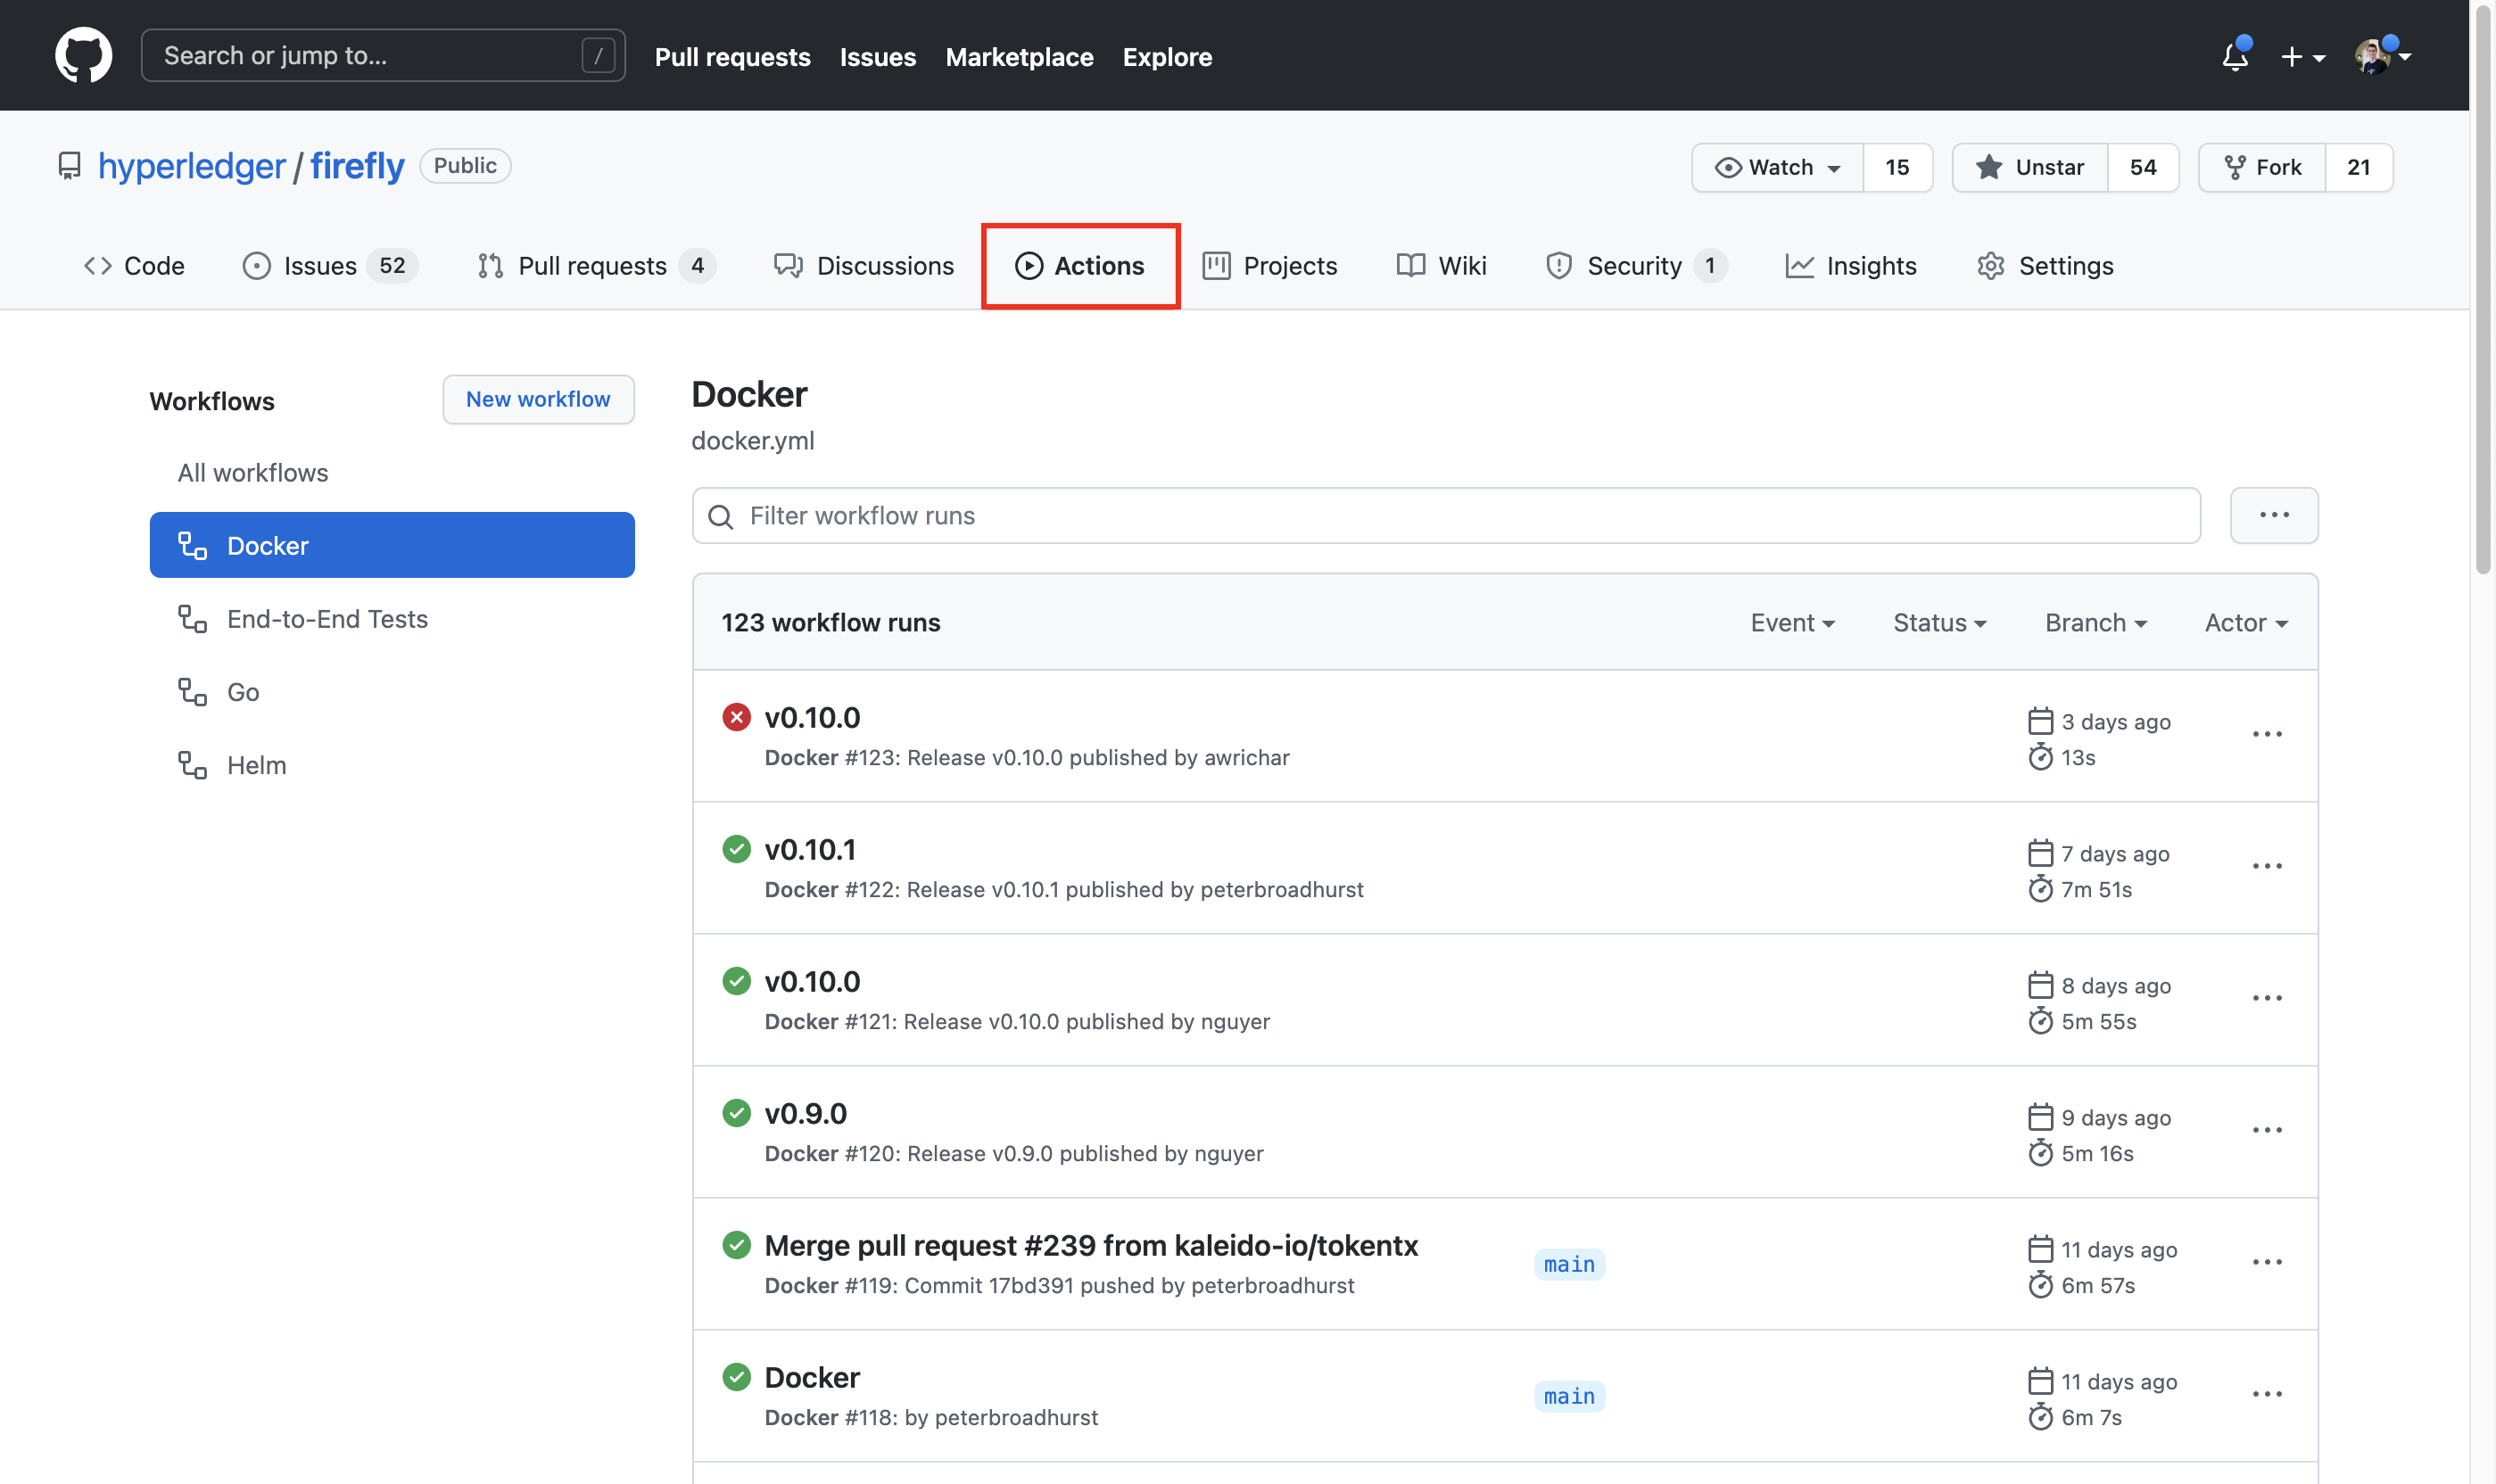 Search or jump to... /
Pull requests Issues Marketplace Explore
hyperledger / firefly Public
Watch 15 Unstar 54 Fork 21
Code Issues 52 Pull requests 4 Discussions Actions Projects Wiki Security 1 Insights Settings
Workflows
New workflow
All workflows
Docker
End-to-End Tests
Go
Helm
Docker
docker.yml
Filter workflow runs
123 workflow runs Event Status Branch Actor
v0.10.0
Docker #123: Release v0.10.0 published by awrichar
3 days ago
13s
v0.10.1
Docker #122: Release v0.10.1 published by peterbroadhurst
7 days ago
7m 51s
v0.10.0
Docker #121: Release v0.10.0 published by nguyer
8 days ago
5m 55s
v0.9.0
Docker #120: Release v0.9.0 published by nguyer
9 days ago
5m 16s
Merge pull request #239 from kaleido-io/tokentx
Docker #119: Commit 17bd391 pushed by peterbroadhurst
main
11 days ago
6m 57s
Docker
Docker #118: by peterbroadhurst
main
11 days ago
6m 7s